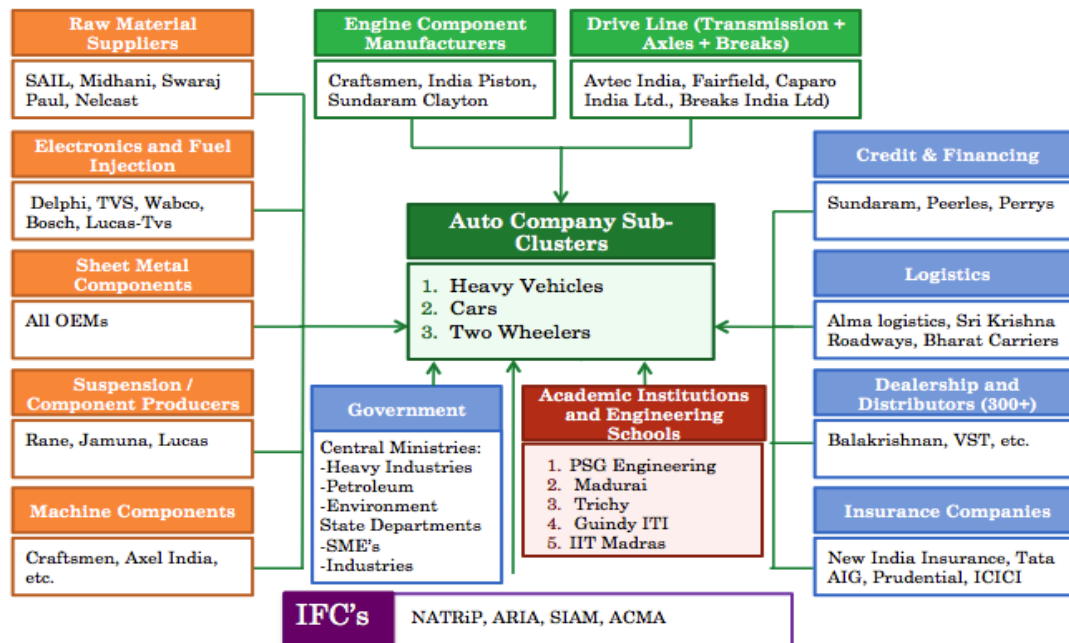 Raw Material
Suppliers
SAIL, Midhani, Swaraj
Paul, Nelcast
Engine Component
Manufacturers
Craftsmen, India Piston,
Sundaram Clayton
Drive Line (Transmission +
Axles + Breaks)
Avtec India, Fairfield, Caparo
India Ltd., Breaks India Ltd)
Electronics and Fuel
Injection
Delphi, TVS, Wabco,
Bosch, Lucas-Tvs
Sheet Metal
Components
All OEMs
Suspension /
Component Producers
Rane, Jamuna, Lucas
Machine Components
Craftsmen, Axel India,
etc.
Auto Company Sub-
Clusters
1. Heavy Vehicles
2. Cars
3. Two Wheelers
Government
Central Ministries:
-Heavy Industries
-Petroleum
-Environment
State Departments
-SME's
-Industries
Academic Institutions
and Engineering
Schools
1. PSG Engineering
2. Madurai
3. Trichy
4. Guindy ITI
5. IIT Madras
Credit & Financing
Sundaram, Peerles, Perrys
Logistics
Alma logistics, Sri Krishna
Roadways, Bharat Carriers
Dealership and
Distributors (300+)
Balakrishnan, VST, etc.
Insurance Companies
New India Insurance, Tata
AIG, Prudential, ICICI
IFC's
NATRiP, ARIA, SIAM, ACMA